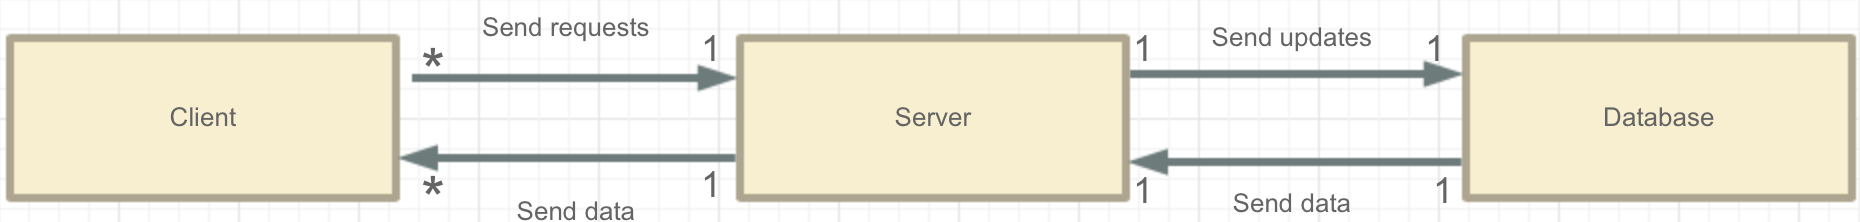 Send requests
Send updates
* 1 1 1
Client
Server
Database
* 1 1 1
Send data
Send data